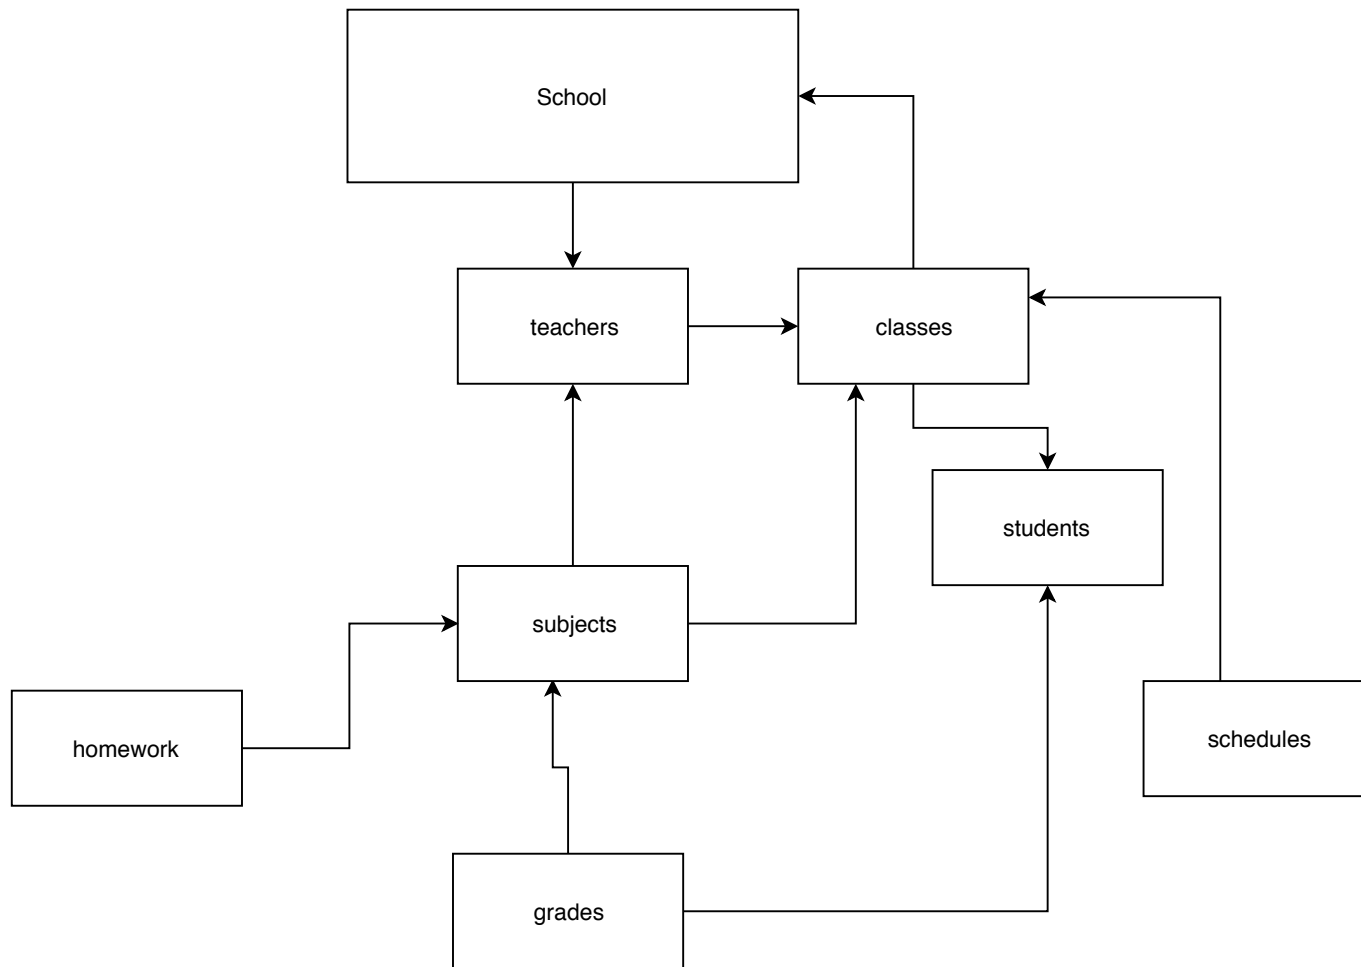 School
teachers
classes
students
subjects
homework
schedules
grades